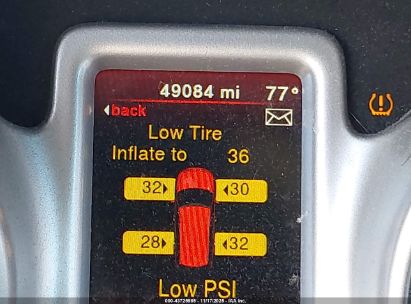 49084 mi 77°
back
Low Tire
Inflate to 36
32 30
28 32
Low PSI